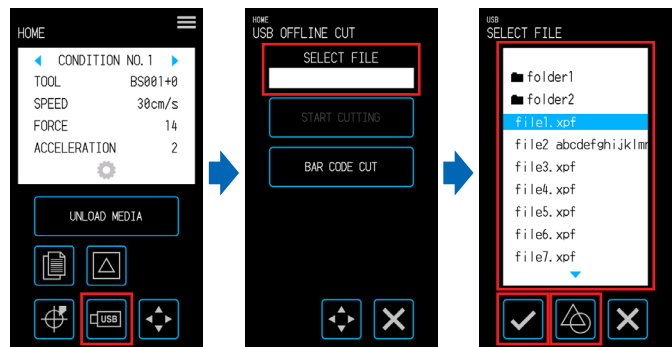 HOME
CONDITION NO.1
TOOL BS001+0
SPEED 30cm/s
FORCE 14
ACCELERATION 2
UNLOAD MEDIA
USB
HOME
USB OFFLINE CUT
SELECT FILE
START CUTTING
BAR CODE CUT
USB
SELECT FILE
folder1
folder2
file1.xpf
file2 abcdefghijklm
file3.xpf
file4.xpf
file5.xpf
file6.xpf
file7.xpf